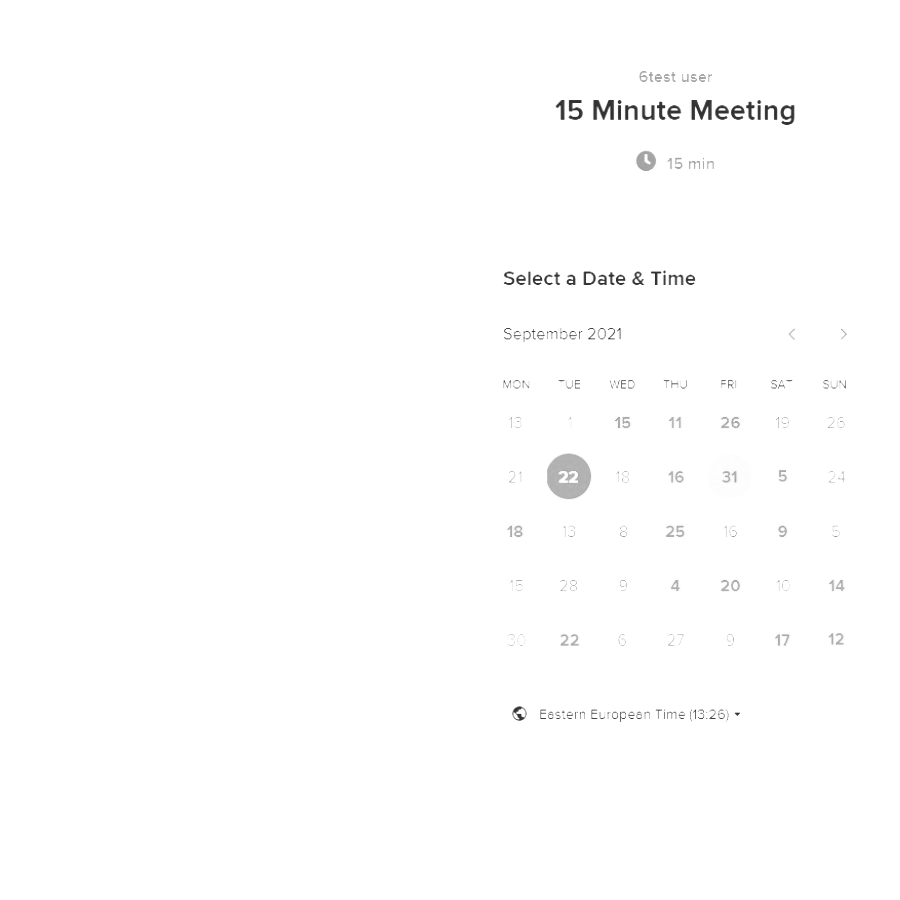 6test user
15 Minute Meeting
15 min
Select a Date & Time
September 2021
MON TUE WED THU FRI SAT SUN
13 1 15 11 26 19 26
21 22 18 16 31 5 24
18 13 8 25 16 9 5
15 28 9 4 20 10 14
30 22 6 27 9 17 12
Eastern European Time (13:26)